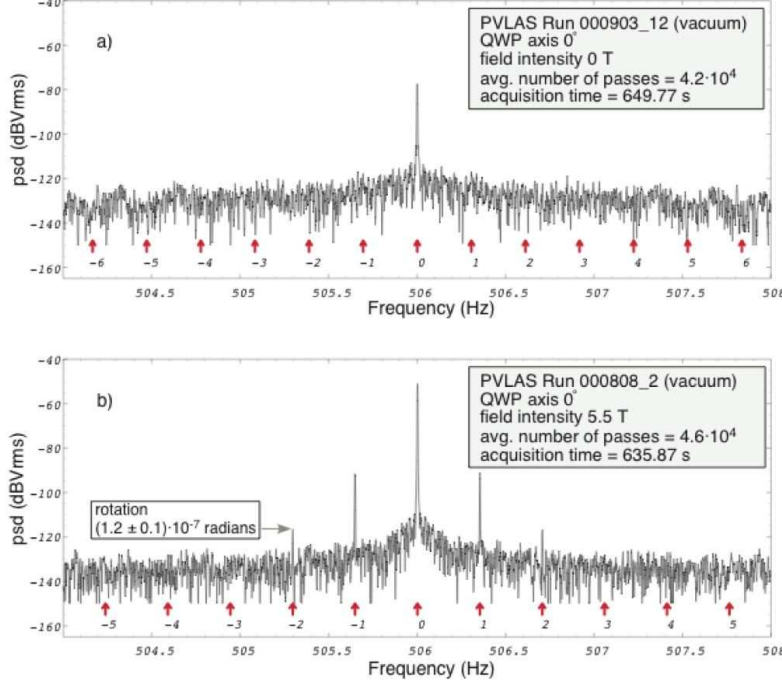 -40
PVLAS Run 000903_12 (vacuum)
a)
QWP axis 0°
-60
field intensity 0 T
avg. number of passes = 4.2·10⁴
-80
acquisition time = 649.77 s
psd (dBVrms)
-100
-120
-140
-160
-6 -5 -4 -3 -2 -1 0 1 2 3 4 5 6
504.5 505 505.5 506 506.5 507 507.5 508
Frequency (Hz)
-40
PVLAS Run 000808_2 (vacuum)
b)
QWP axis 0°
-60
field intensity 5.5 T
avg. number of passes = 4.6·10⁴
-80
acquisition time = 635.87 s
psd (dBVrms)
-100
rotation
(1.2 ± 0.1)·10⁻⁷ radians
-120
-140
-160
-5 -4 -3 -2 -1 0 1 2 3 4 5
504.5 505 505.5 506 506.5 507 507.5 508
Frequency (Hz)